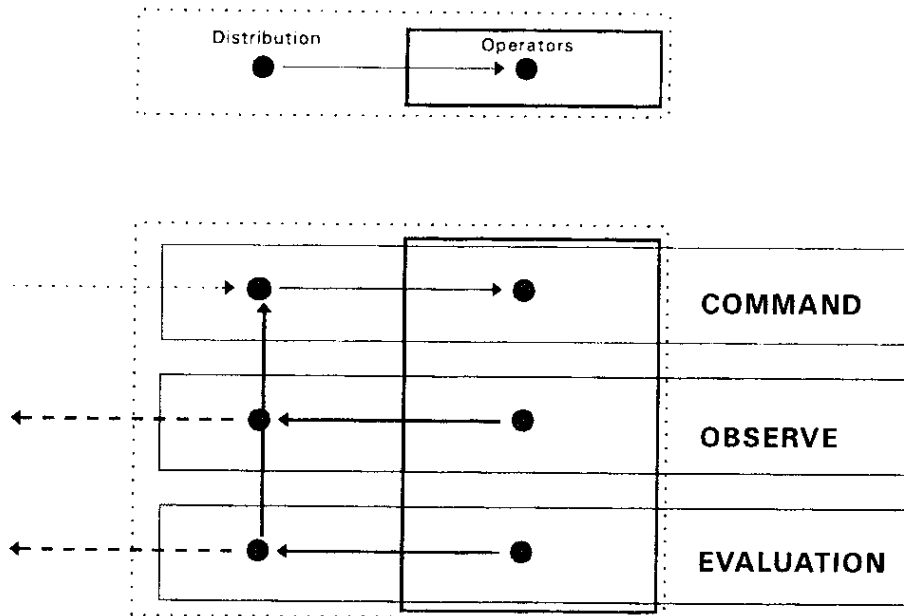 Distribution
Operators
COMMAND
OBSERVE
EVALUATION